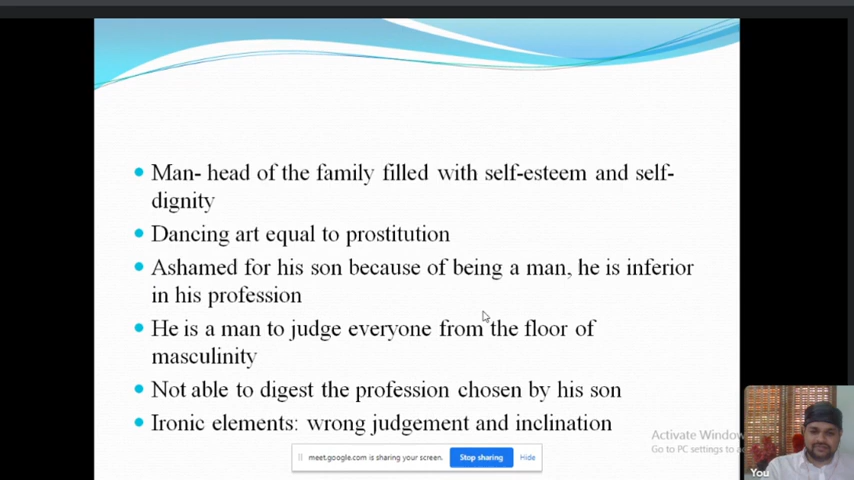 Man- head of the family filled with self-esteem and self-
dignity
Dancing art equal to prostitution
Ashamed for his son because of being a man, he is inferior
in his profession
He is a man to judge everyone from the floor of
masculinity
Not able to digest the profession chosen by his son
Ironic elements: wrong judgement and inclination
Activate Window
Go to PC settings to a
meet.google.com is sharing your screen.
Stop sharing
Hide
You